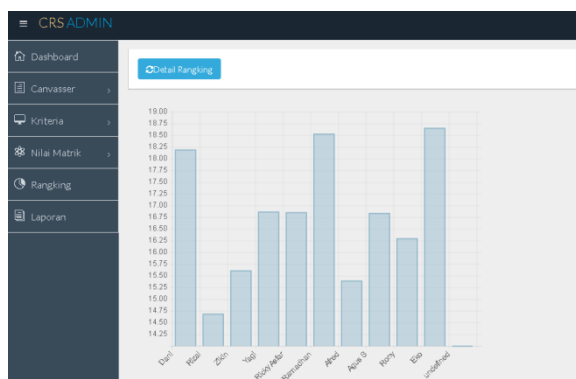 ≡ CRS ADMIN
Dashboard
Canvasser
Kriteria
Nilai Matrik
Rangking
Laporan
Detail Rangking
19.00
18.75
18.50
18.25
18.00
17.75
17.50
17.25
17.00
16.75
16.50
16.25
16.00
15.75
15.50
15.25
15.00
14.75
14.50
14.25
Dani
Rizal
Yagi
Ramadhan
Alfred
Agus B
Rony
Eko
undefined